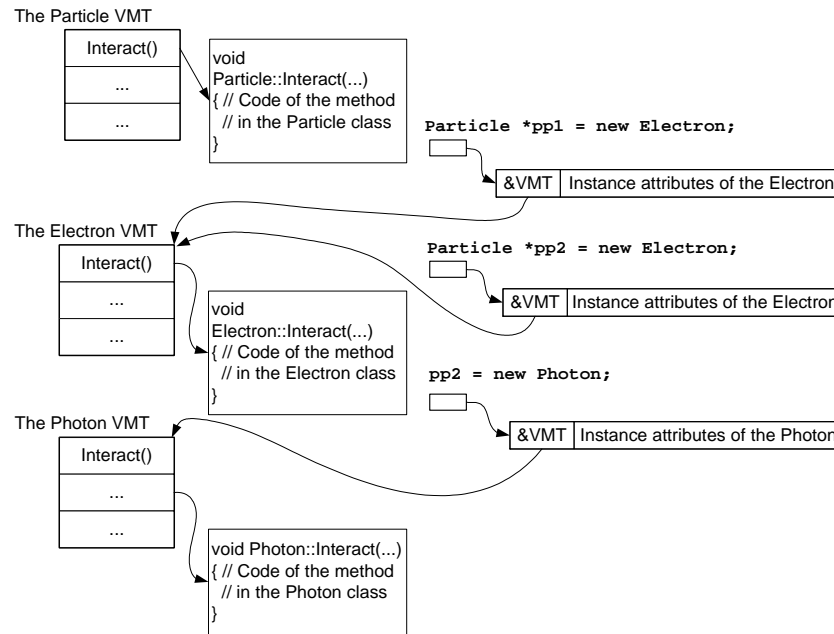 The Particle VMT
Interact()
...
...
void
Particle::Interact(...)
{ // Code of the method
// in the Particle class
}
Particle *pp1 = new Electron;
&VMT
Instance attributes of the Electron
The Electron VMT
Interact()
...
...
void
Electron::Interact(...)
{ // Code of the method
// in the Electron class
}
Particle *pp2 = new Electron;
&VMT
Instance attributes of the Electron
pp2 = new Photon;
&VMT
Instance attributes of the Photon
The Photon VMT
Interact()
...
...
void Photon::Interact(...)
{ // Code of the method
// in the Photon class
}